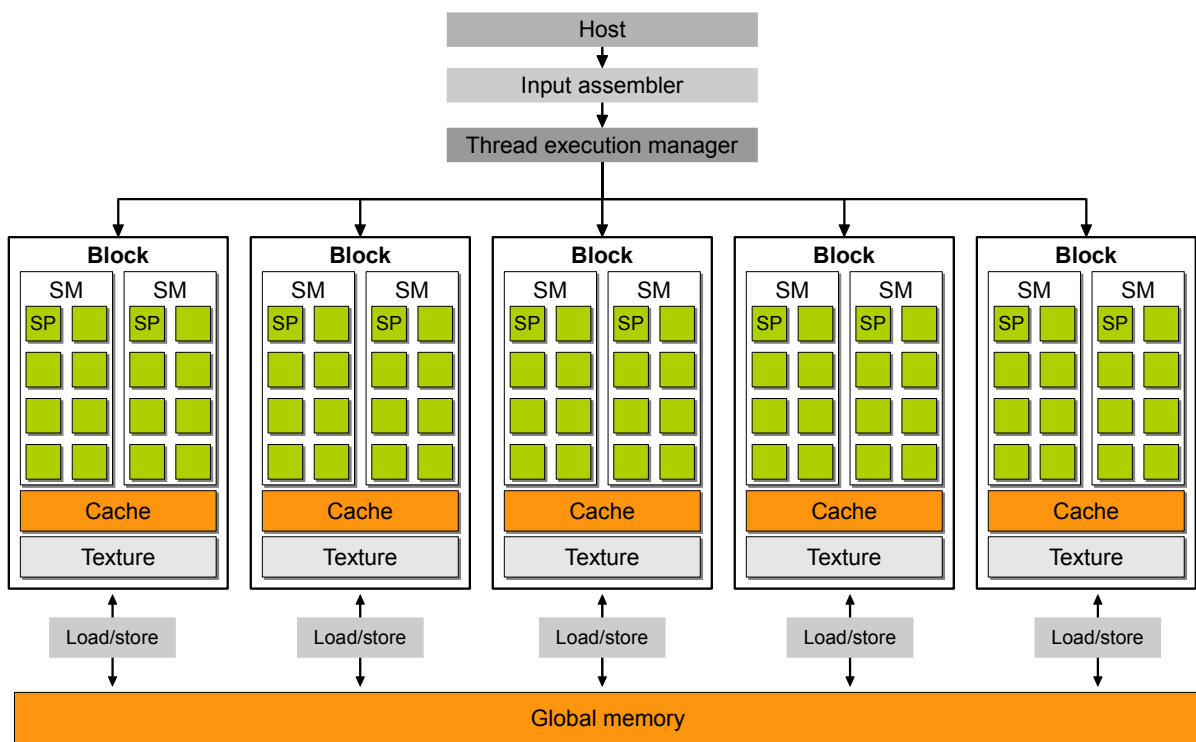 Host
Input assembler
Thread execution manager
Block Block Block Block Block
SM SM SM SM SM SM SM SM SM SM
SP SP SP SP SP SP SP SP SP SP
Cache Cache Cache Cache Cache
Texture Texture Texture Texture Texture
Load/store Load/store Load/store Load/store Load/store
Global memory